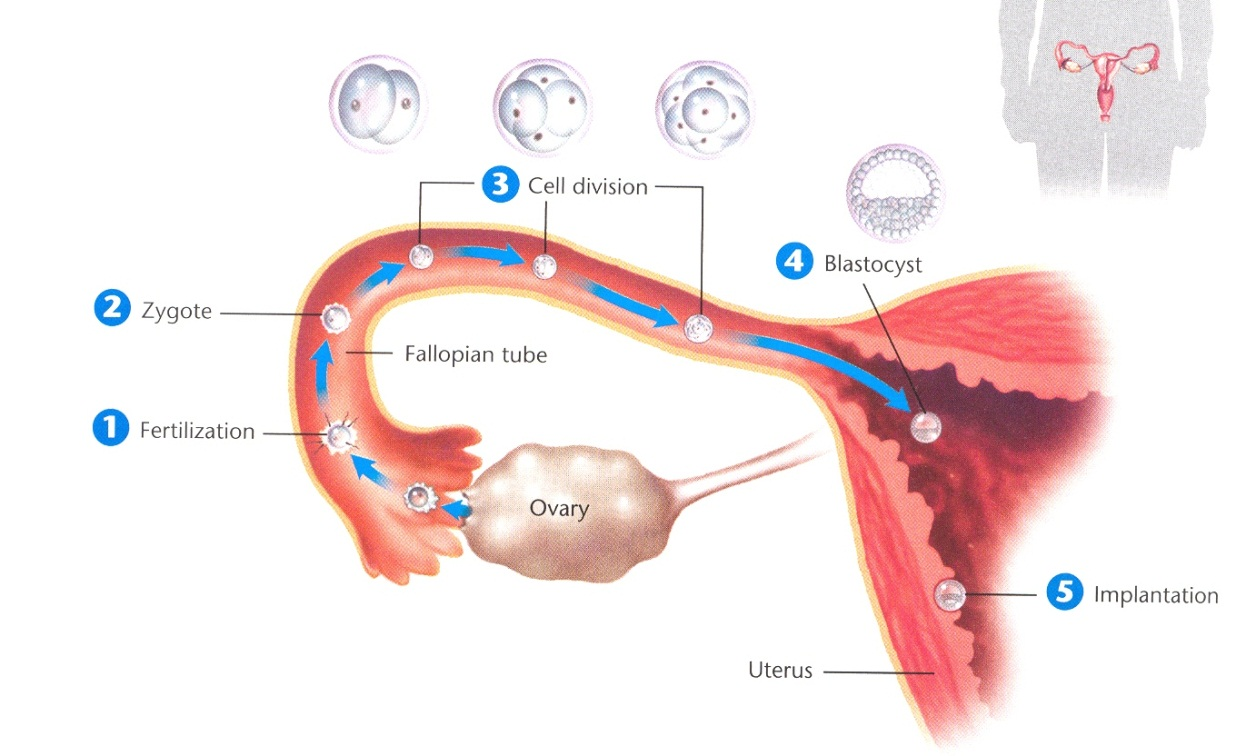 3 Cell division
4 Blastocyst
2 Zygote
Fallopian tube
1 Fertilization
Ovary
5 Implantation
Uterus